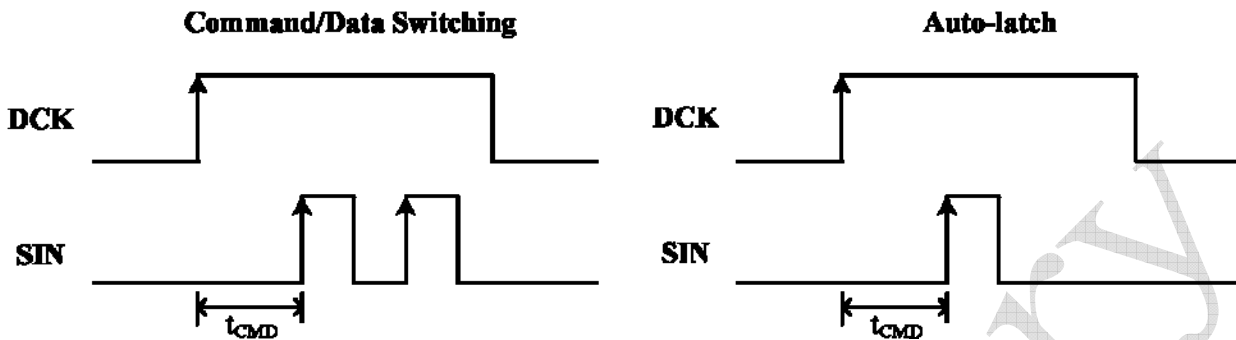 Command/Data Switching
DCK
SIN
tCMD
Auto-latch
DCK
SIN
tCMD